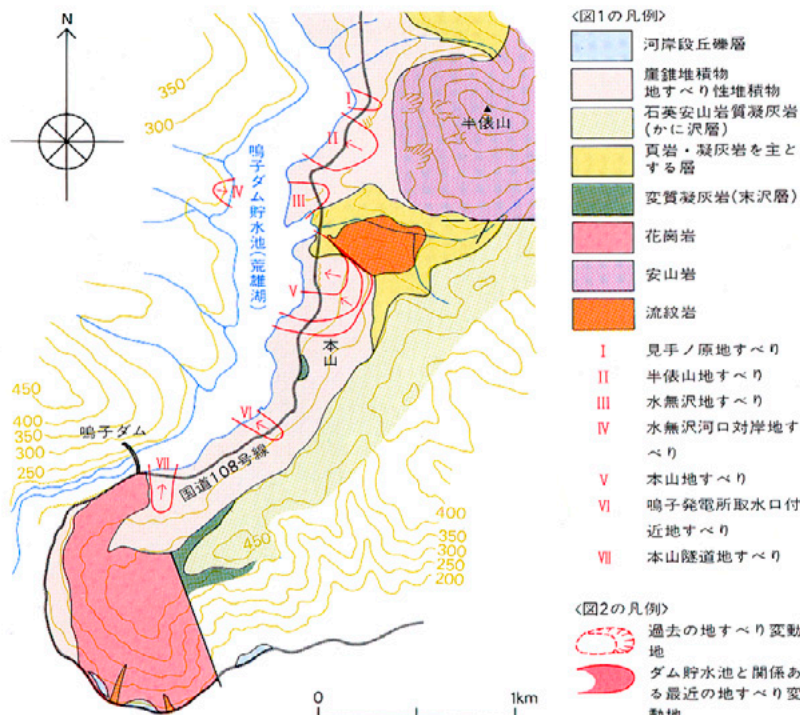 N
350
300
I
II
III
IV
半俵山
鳴子ダム貯水池(荒雄湖)
V
本山
VI
450
400
350
300
250
鳴子ダム
VII
国道108号線
450
400
350
300
250
200
0
1km
<図1の凡例>
河岸段丘礫層
崖錐堆積物
地すべり性堆積物
石英安山岩質凝灰岩
(かに沢層)
頁岩・凝灰岩を主と
する層
変質凝灰岩(末沢層)
花崗岩
安山岩
流紋岩
I 見手ノ原地すべり
II 半俵山地すべり
III 水無沢地すべり
IV 水無沢河口対岸地す
べり
V 本山地すべり
VI 鳴子発電所取水口付
近地すべり
VII 本山隧道地すべり
<図2の凡例>
過去の地すべり変動
地
ダム貯水池と関係あ
る最近の地すべり変
動地